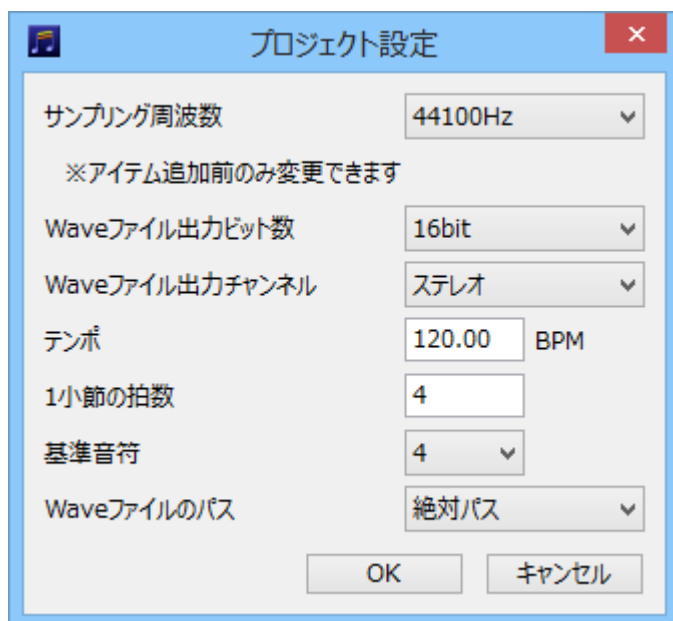 プロジェクト設定
サンプリング周波数 44100Hz
※アイテム追加前のみ変更できます
Waveファイル出力ビット数 16bit
Waveファイル出力チャンネル ステレオ
テンポ 120.00 BPM
1小節の拍数 4
基準音符 4
Waveファイルのパス 絶対パス
OK キャンセル